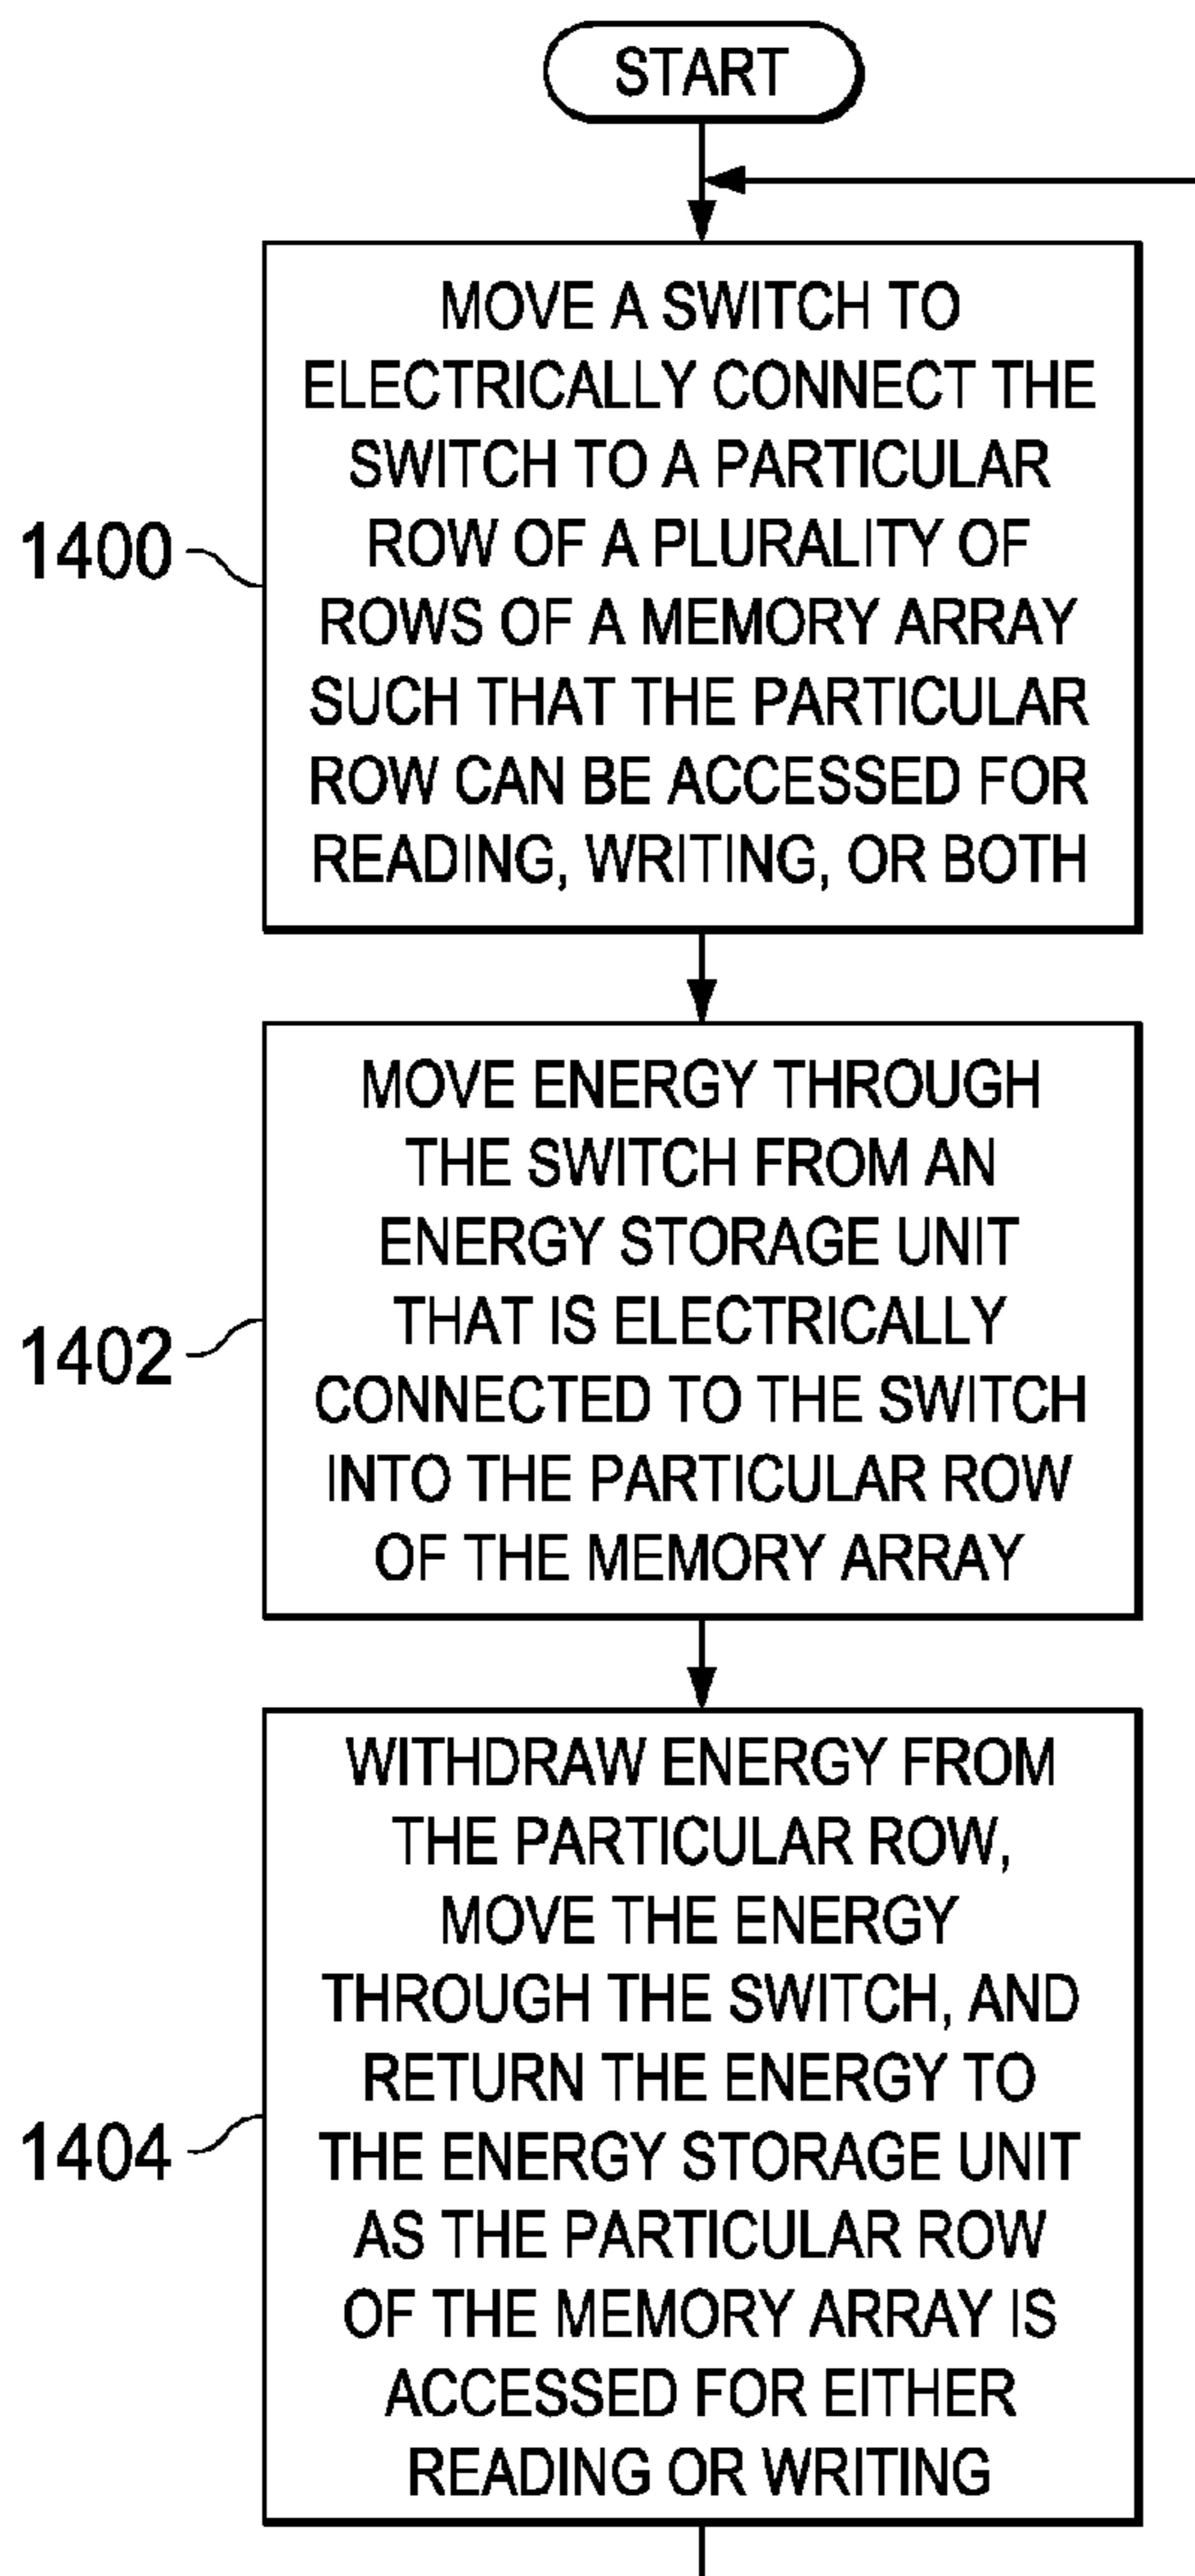 START
MOVE A SWITCH TO
ELECTRICALLY CONNECT THE
SWITCH TO A PARTICULAR
ROW OF A PLURALITY OF
ROWS OF A MEMORY ARRAY
SUCH THAT THE PARTICULAR
ROW CAN BE ACCESSED FOR
READING, WRITING, OR BOTH
1400
MOVE ENERGY THROUGH
THE SWITCH FROM AN
ENERGY STORAGE UNIT
THAT IS ELECTRICALLY
CONNECTED TO THE SWITCH
INTO THE PARTICULAR ROW
OF THE MEMORY ARRAY
1402
WITHDRAW ENERGY FROM
THE PARTICULAR ROW,
MOVE THE ENERGY
THROUGH THE SWITCH, AND
RETURN THE ENERGY TO
THE ENERGY STORAGE UNIT
AS THE PARTICULAR ROW
OF THE MEMORY ARRAY IS
ACCESSED FOR EITHER
READING OR WRITING
1404